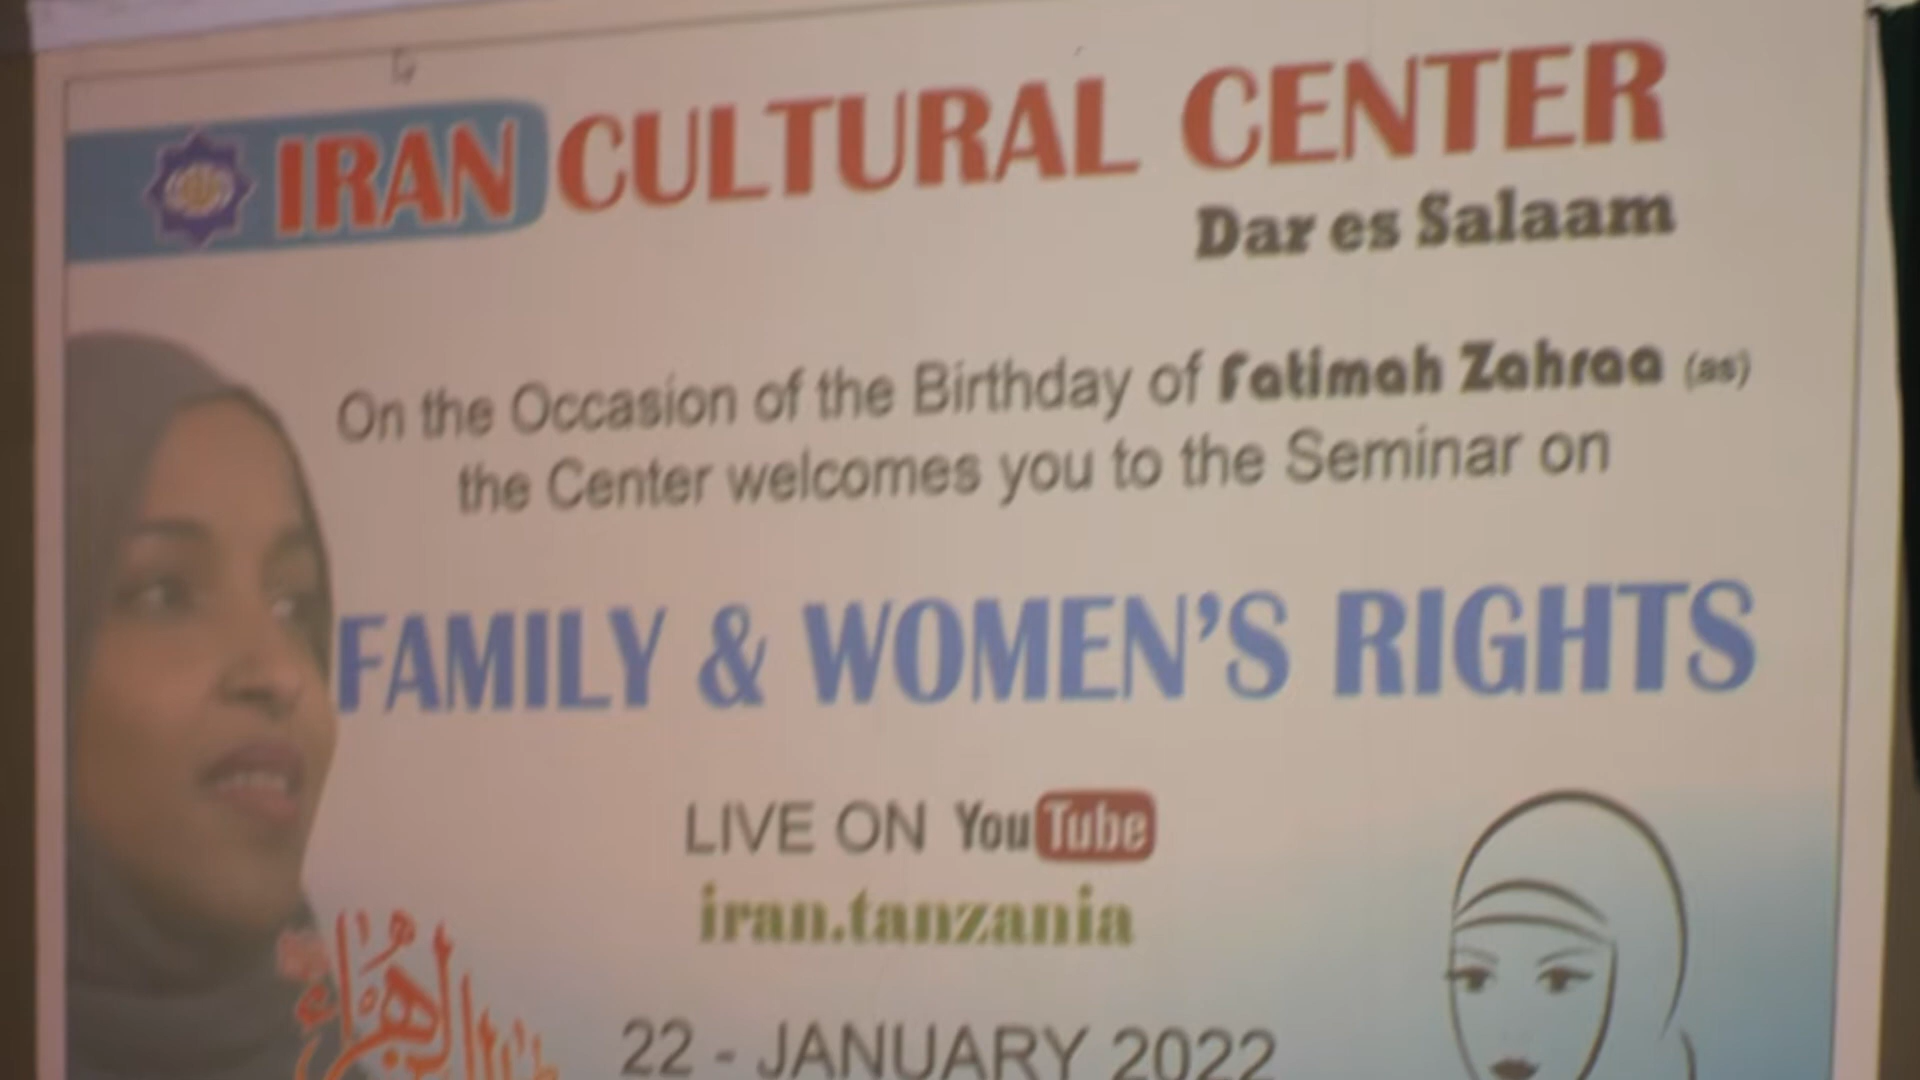 IRAN CULTURAL CENTER
Dar es Salaam
On the Occasion of the Birthday of Fatimah Zahraa (as)
the Center welcomes you to the Seminar on
FAMILY & WOMEN'S RIGHTS
LIVE ON YouTube
iran.tanzania
22 - JANUARY 2022